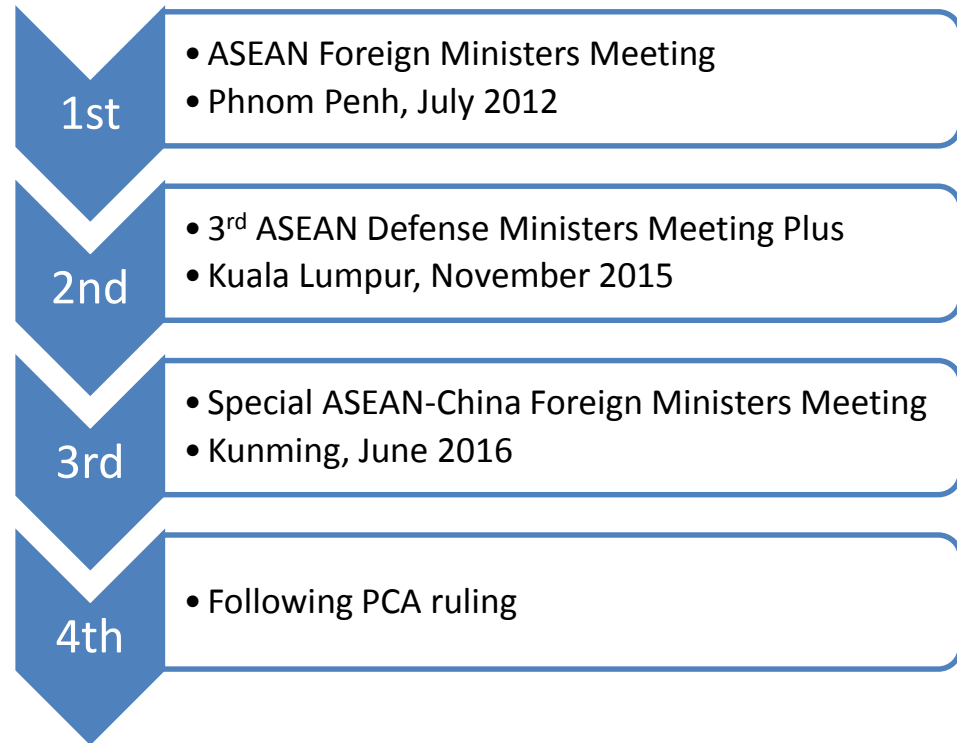 1st
• ASEAN Foreign Ministers Meeting
• Phnom Penh, July 2012
2nd
• 3rd ASEAN Defense Ministers Meeting Plus
• Kuala Lumpur, November 2015
3rd
• Special ASEAN-China Foreign Ministers Meeting
• Kunming, June 2016
4th
• Following PCA ruling